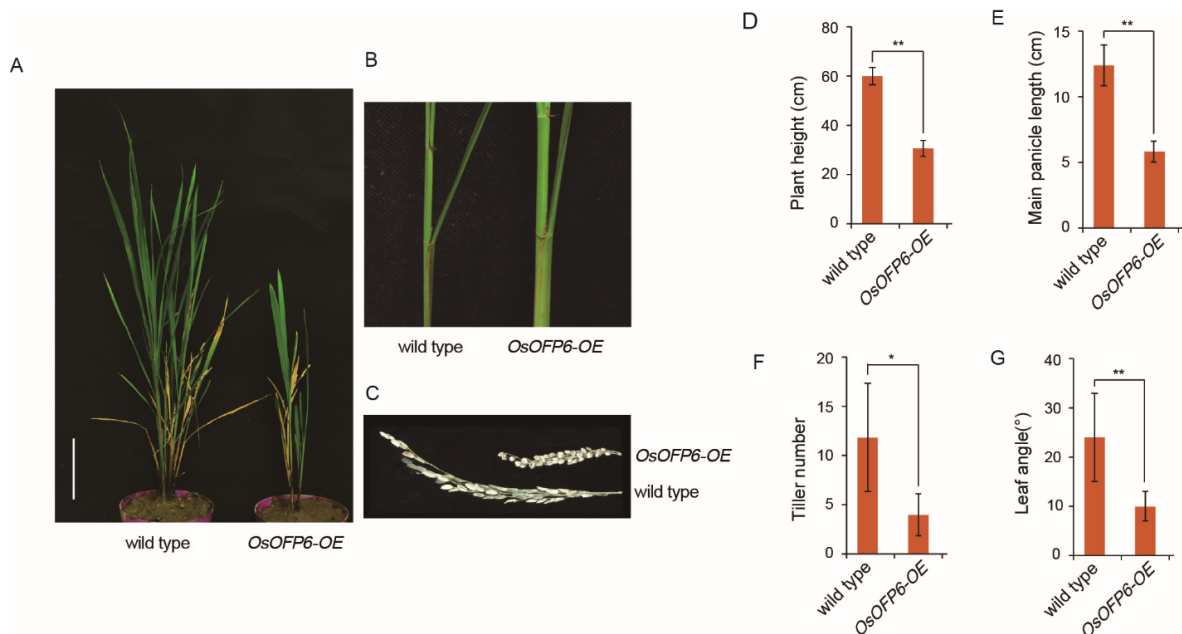 A
wild type
OsOFP6-OE
B
wild type
OsOFP6-OE
C
OsOFP6-OE
wild type
D
Plant height (cm)
80
60
40
20
0
**
wild type
OsOFP6-OE
E
Main panicle length (cm)
15
10
5
0
**
wild type
OsOFP6-OE
F
Tiller number
20
15
10
5
0
*
wild type
OsOFP6-OE
G
Leaf angle(°)
40
30
20
10
0
**
wild type
OsOFP6-OE